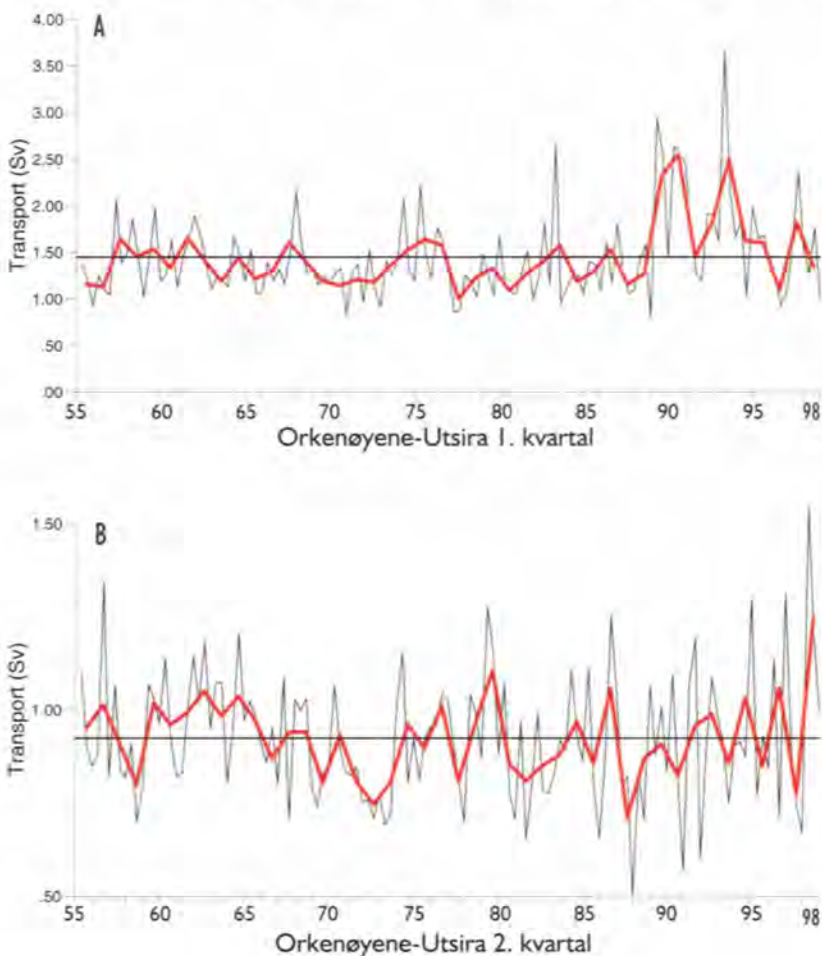 A
4.00
3.50
3.00
2.50
2.00
1.50
1.00
.50
.00
Transport (Sv)
55 60 65 70 75 80 85 90 95 98
Orkenøyene-Utsira 1. kvartal
B
1.50
1.00
.50
Transport (Sv)
55 60 65 70 75 80 85 90 95 98
Orkenøyene-Utsira 2. kvartal